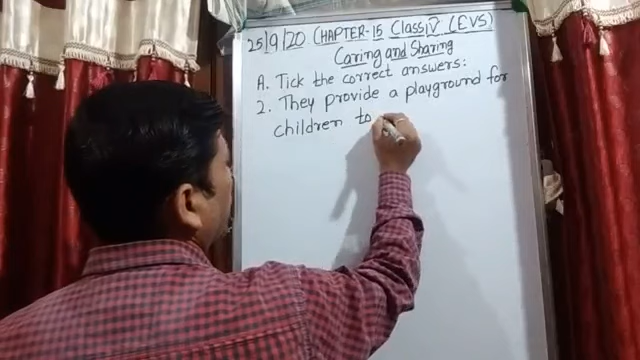 25/9/20 CHAPTER-15 Class IV (EVS)
Caring and Sharing
A. Tick the correct answers:
2. They provide a playground for
children to